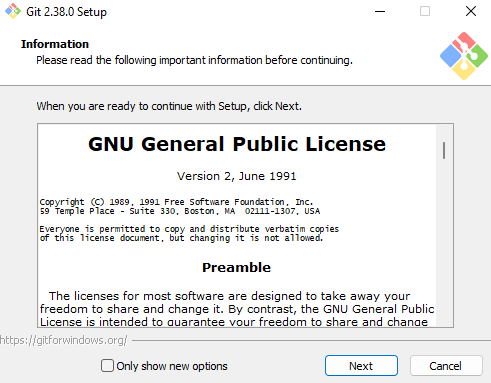 Git 2.38.0 Setup
Information
Please read the following important information before continuing.
When you are ready to continue with Setup, click Next.
GNU General Public License
Version 2, June 1991
Copyright (C) 1989, 1991 Free Software Foundation, Inc.
59 Temple Place - Suite 330, Boston, MA  02111-1307, USA
Everyone is permitted to copy and distribute verbatim copies
of this license document, but changing it is not allowed.
Preamble
The licenses for most software are designed to take away your
freedom to share and change it. By contrast, the GNU General Public
License is intended to guarantee your freedom to share and change
https://gitforwindows.org/
Only show new options
Next
Cancel